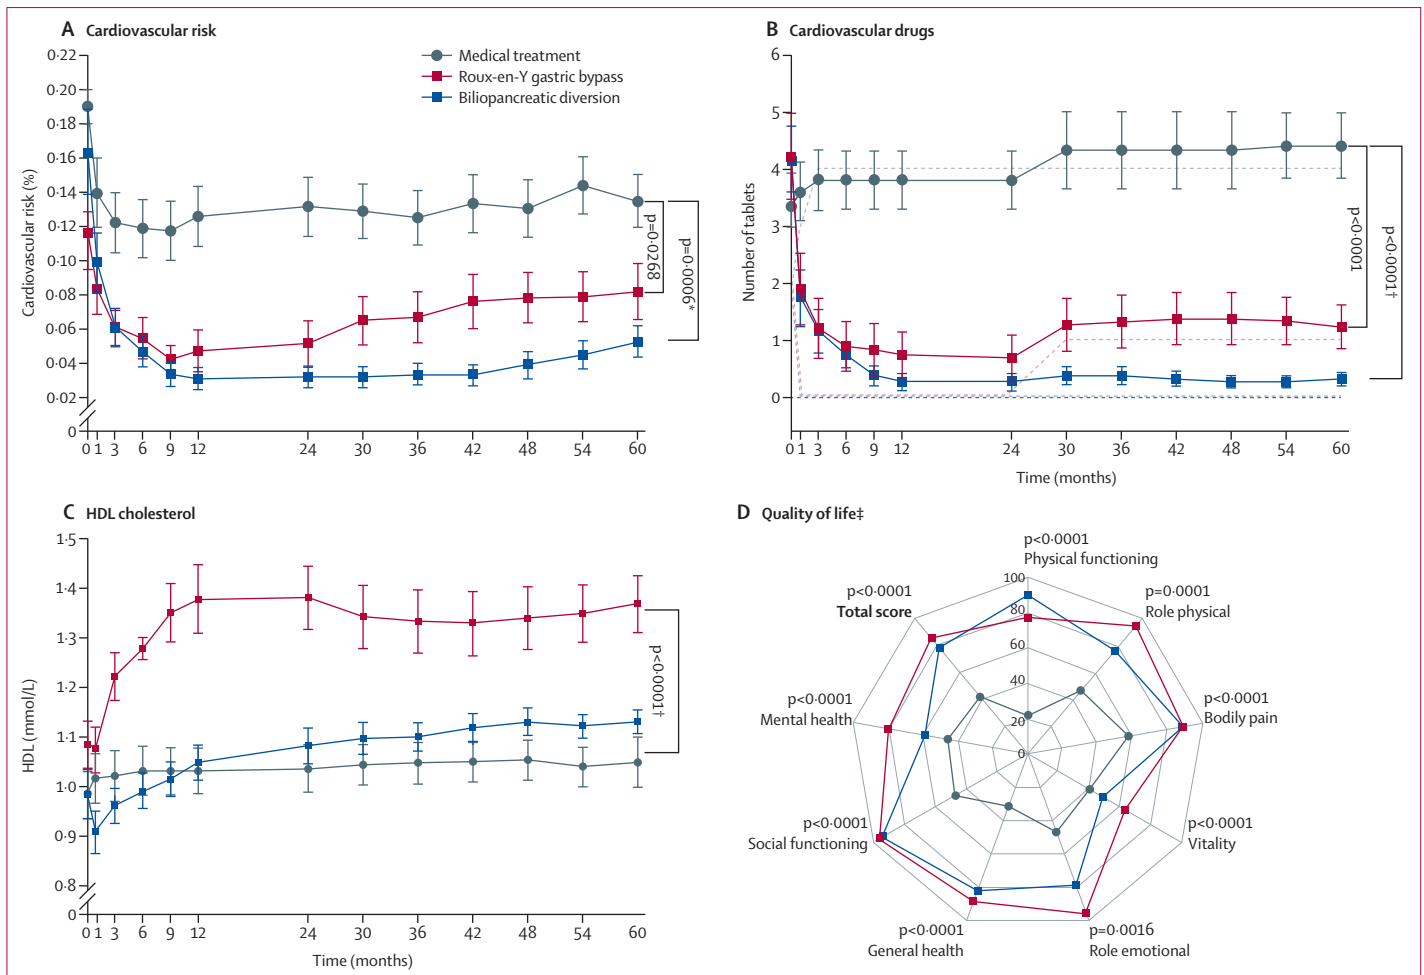 A Cardiovascular risk
Medical treatment
Roux-en-Y gastric bypass
Biliopancreatic diversion
Cardiovascular risk (%)
0·22
0·20
0·18
0·16
0·14
0·12
0·10
0·08
0·06
0·04
0·02
0
0 1 3 6 9 12 24 30 36 42 48 54 60
p=0·0268
p=0·0006*
B Cardiovascular drugs
Number of tablets
6
5
4
3
2
1
0
0 1 3 6 9 12 24 30 36 42 48 54 60
Time (months)
p<0·0001
p<0·0001†
C HDL cholesterol
HDL (mmol/L)
1·5
1·4
1·3
1·2
1·1
1·0
0·9
0·8
0
0 1 3 6 9 12 24 30 36 42 48 54 60
Time (months)
p<0·0001†
D Quality of life‡
p<0·0001
Physical functioning
p=0·0001
Role physical
p<0·0001
Bodily pain
p<0·0001
Vitality
p=0·0016
Role emotional
p<0·0001
General health
p<0·0001
Social functioning
p<0·0001
Mental health
p<0·0001
Total score
100
80
60
40
20
0